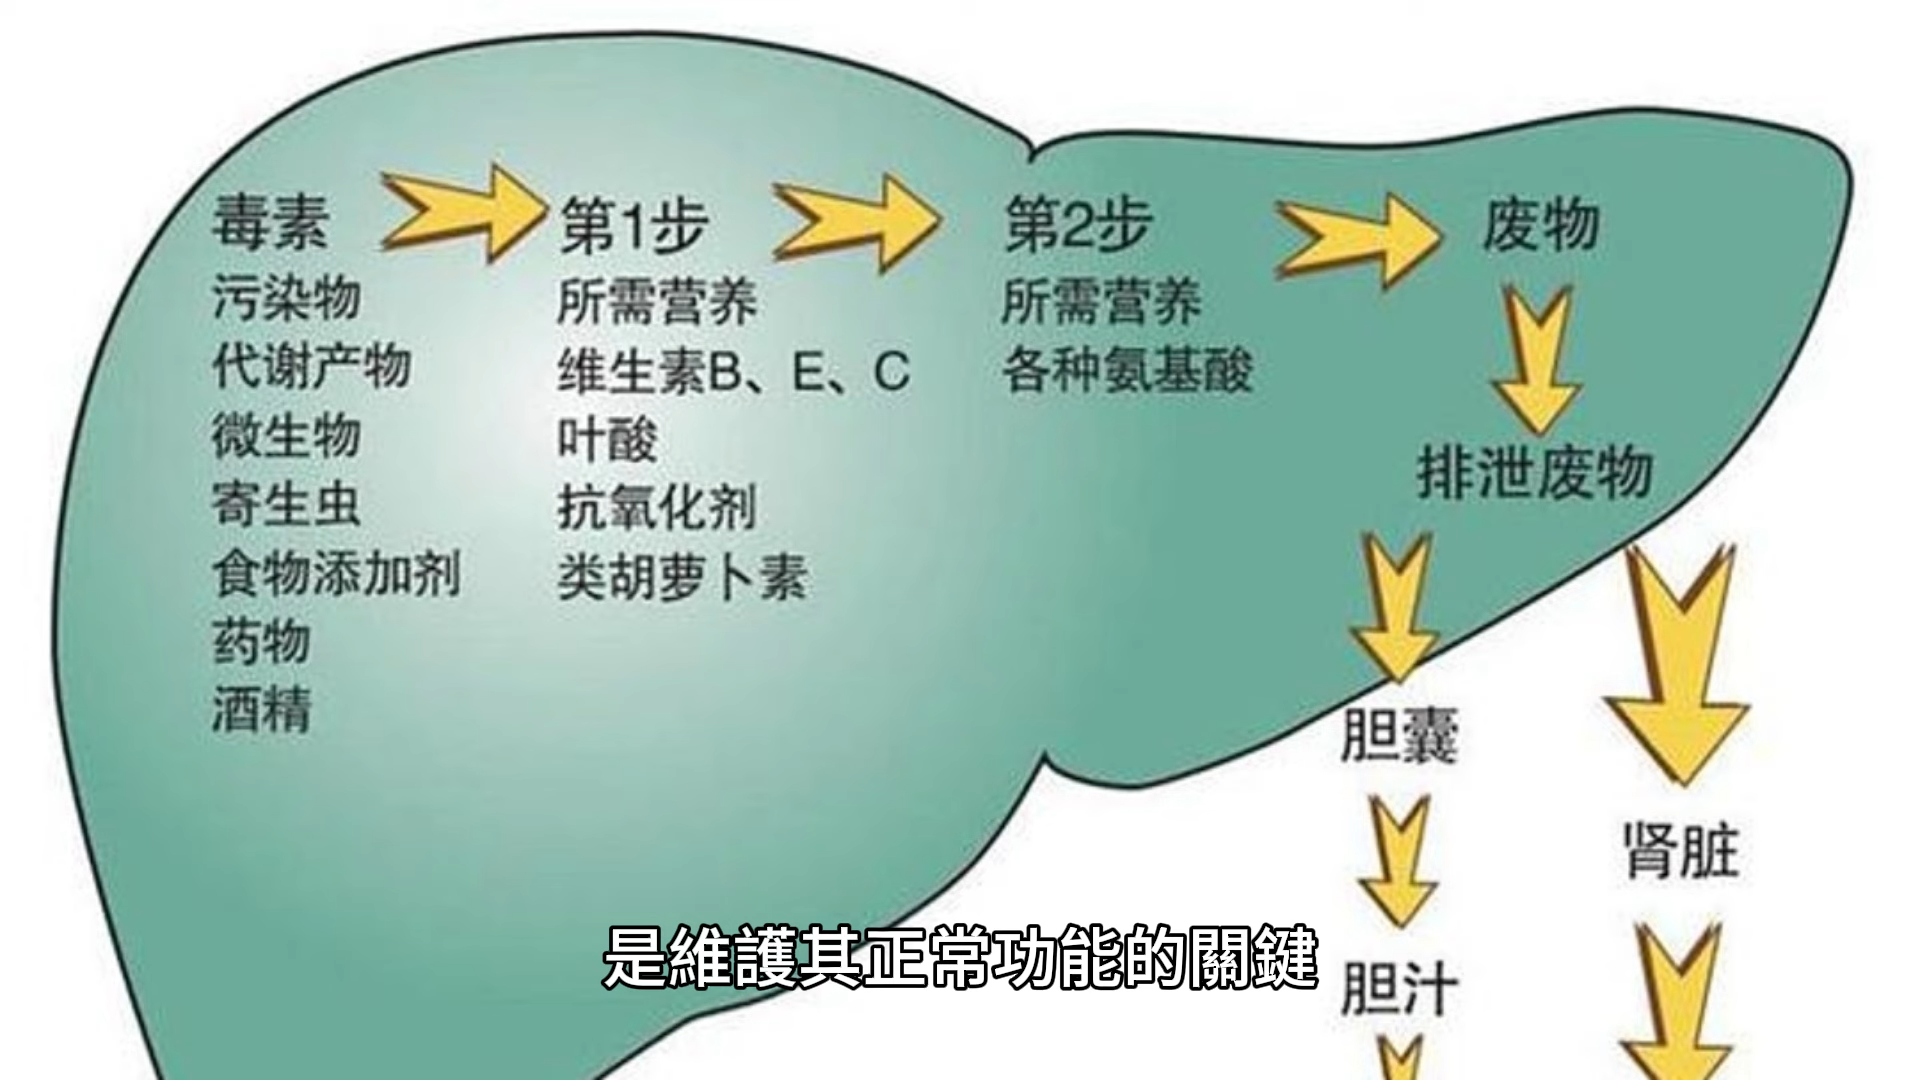 毒素
污染物
代谢产物
微生物
寄生虫
食物添加剂
药物
酒精
第1步
所需营养
维生素B、E、C
叶酸
抗氧化剂
类胡萝卜素
第2步
所需营养
各种氨基酸
废物
排泄废物
胆囊
胆汁
肾脏
是維護其正常功能的關鍵